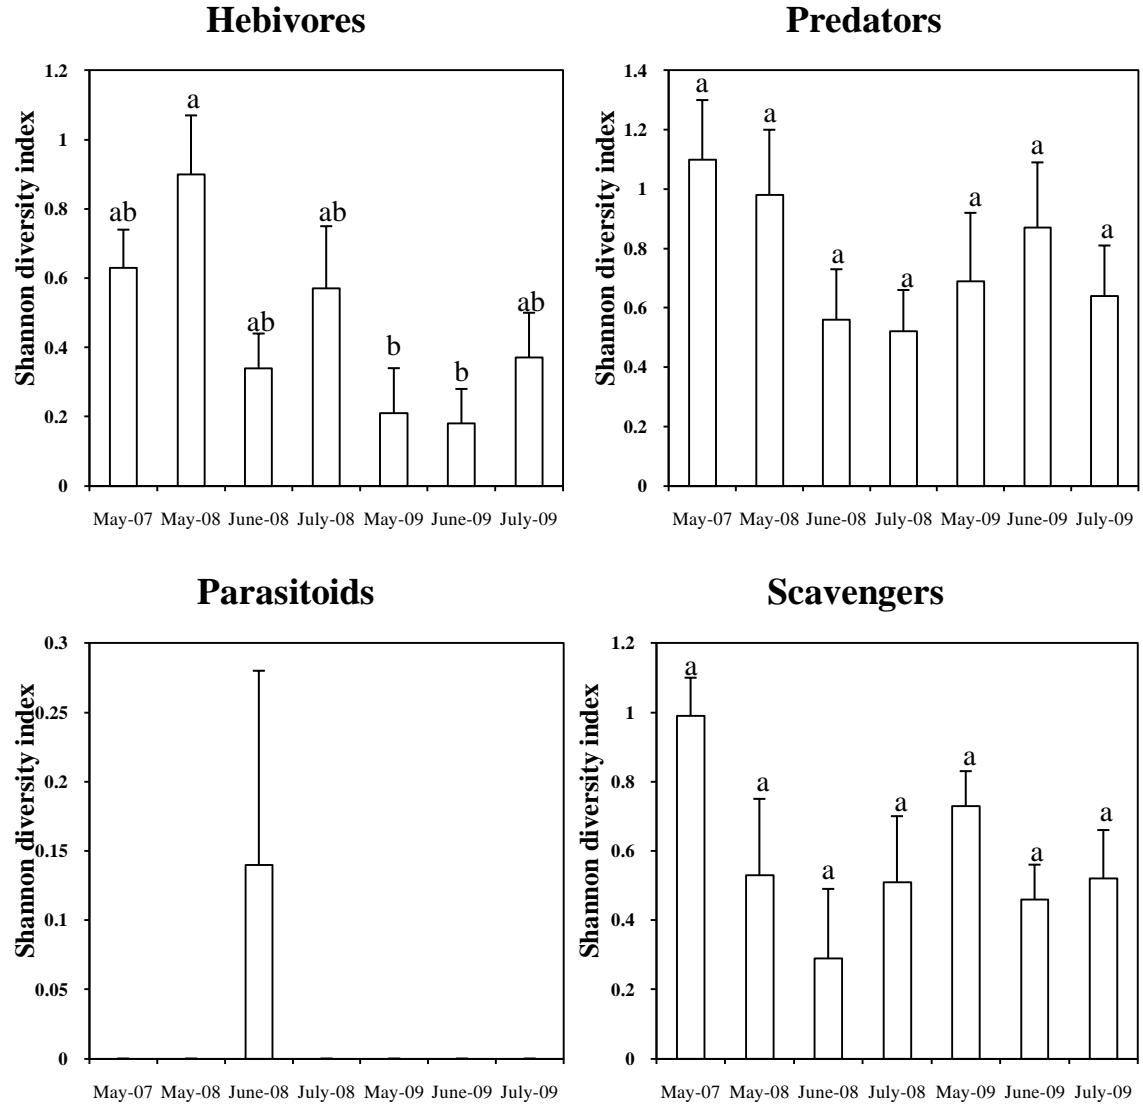 Hebivores
Shannon diversity index
1.2
1
0.8
0.6
0.4
0.2
0
ab
a
ab
ab
b
b
ab
May-07 May-08 June-08 July-08 May-09 June-09 July-09
Predators
Shannon diversity index
1.4
1.2
1
0.8
0.6
0.4
0.2
0
a
a
a
a
a
a
a
May-07 May-08 June-08 July-08 May-09 June-09 July-09
Parasitoids
Shannon diversity index
0.3
0.25
0.2
0.15
0.1
0.05
0
May-07 May-08 June-08 July-08 May-09 June-09 July-09
Scavengers
Shannon diversity index
1.2
1
0.8
0.6
0.4
0.2
0
a
a
a
a
a
a
a
May-07 May-08 June-08 July-08 May-09 June-09 July-09